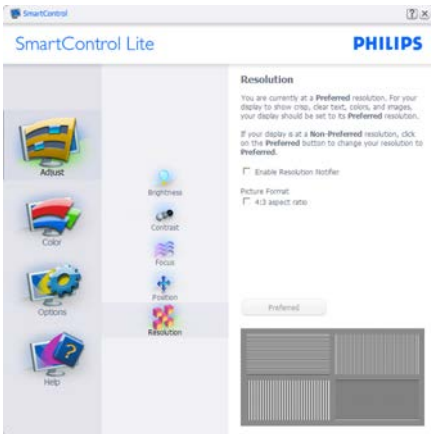 SmartControl
SmartControl Lite
PHILIPS
Adjust
Color
Options
Help
Brightness
Contrast
Focus
Position
Resolution
Resolution
You are currently at a Preferred resolution. For your
display to show crisp, clear text, colors, and images,
your display should be set to its Preferred resolution.
If your display is at a Non-Preferred resolution, click
on the Preferred button to change your resolution to
Preferred.
Enable Resolution Notifier
Picture Format
4:3 aspect ratio
Preferred